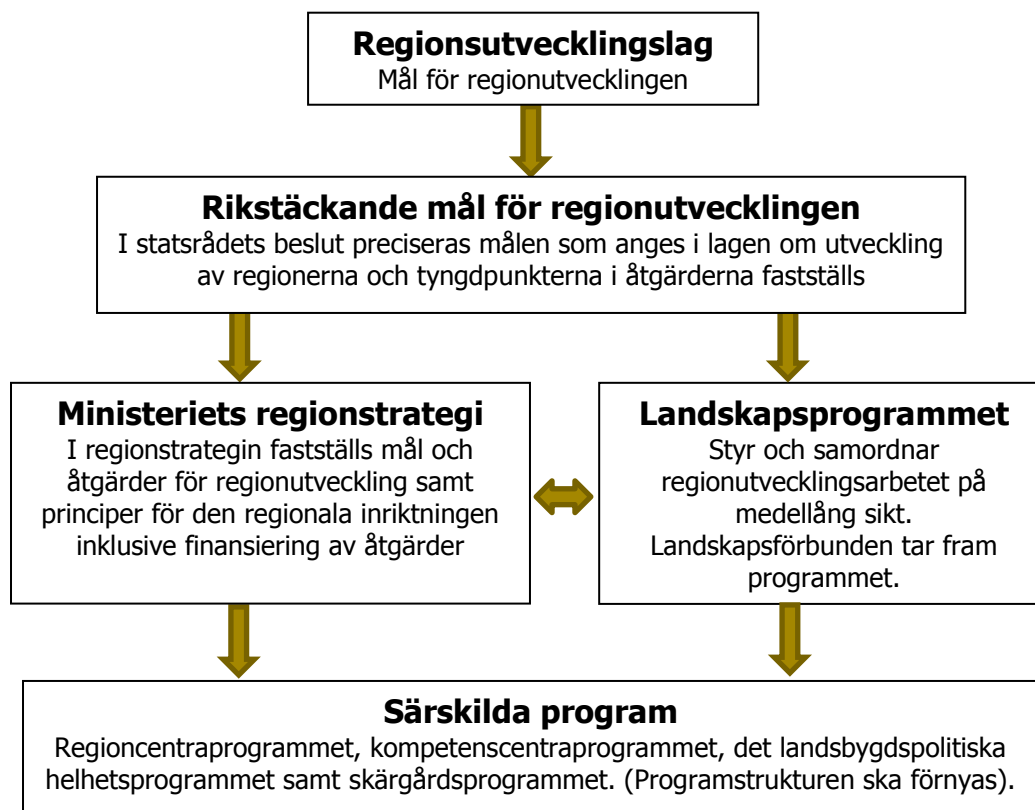 Regionsutvecklingslag
Mål för regionutvecklingen
Rikstäckande mål för regionutvecklingen
I statsrådets beslut preciseras målen som anges i lagen om utveckling
av regionerna och tyngdpunkterna i åtgärderna fastställs
Ministeriets regionstrategi
I regionstrategin fastställs mål och
åtgärder för regionutveckling samt
principer för den regionala inriktningen
inklusive finansiering av åtgärder
Landskapsprogrammet
Styr och samordnar
regionutvecklingsarbetet på
medellång sikt.
Landskapsförbunden tar fram
programmet.
Särskilda program
Regioncentraprogrammet, kompetenscentraprogrammet, det landsbygdspolitiska
helhetsprogrammet samt skärgårdsprogrammet. (Programstrukturen ska förnyas).